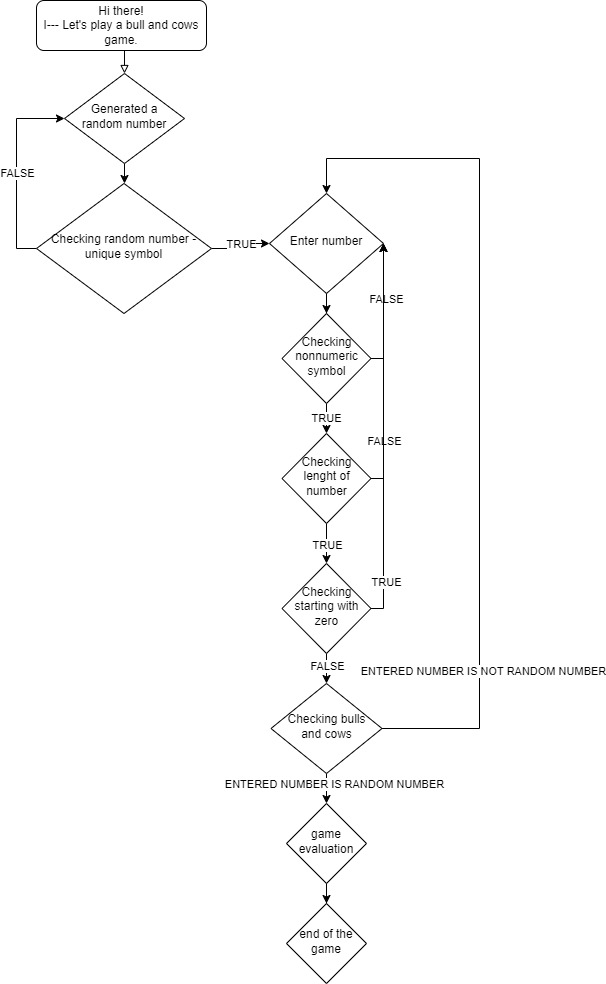 Hi there!
I--- Let's play a bull and cows
game.
Generated a
random number
FALSE
Checking random number -
unique symbol
TRUE
Enter number
FALSE
Checking
nonnumeric
symbol
TRUE
FALSE
Checking
lenght of
number
TRUE
TRUE
Checking
starting with
zero
FALSE
ENTERED NUMBER IS NOT RANDOM NUMBER
Checking bulls
and cows
ENTERED NUMBER IS RANDOM NUMBER
game
evaluation
end of the
game